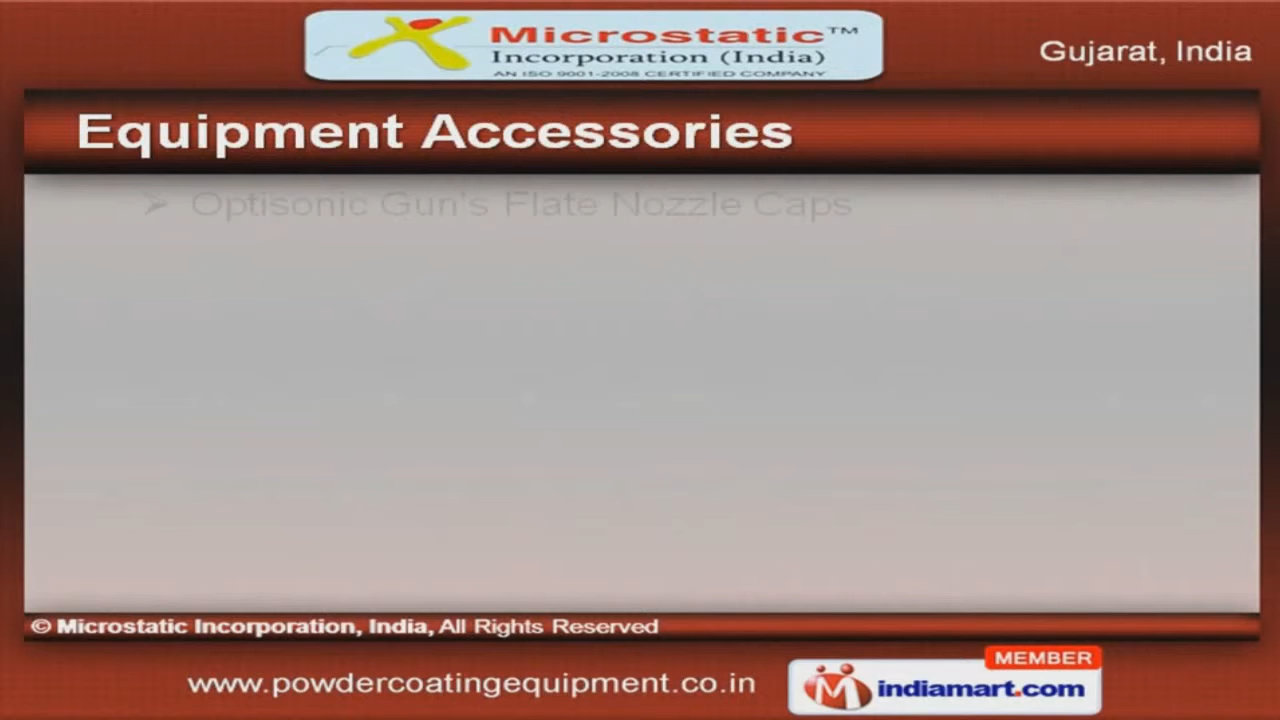 Microstatic™
Incorporation (India)
AN ISO 9001-2008 CERTIFIED COMPANY
Gujarat, India
Equipment Accessories
➢ Optisonic Gun's Flate Nozzle Caps
© Microstatic Incorporation, India, All Rights Reserved
www.powdercoatingequipment.co.in
MEMBER
indiamart.com